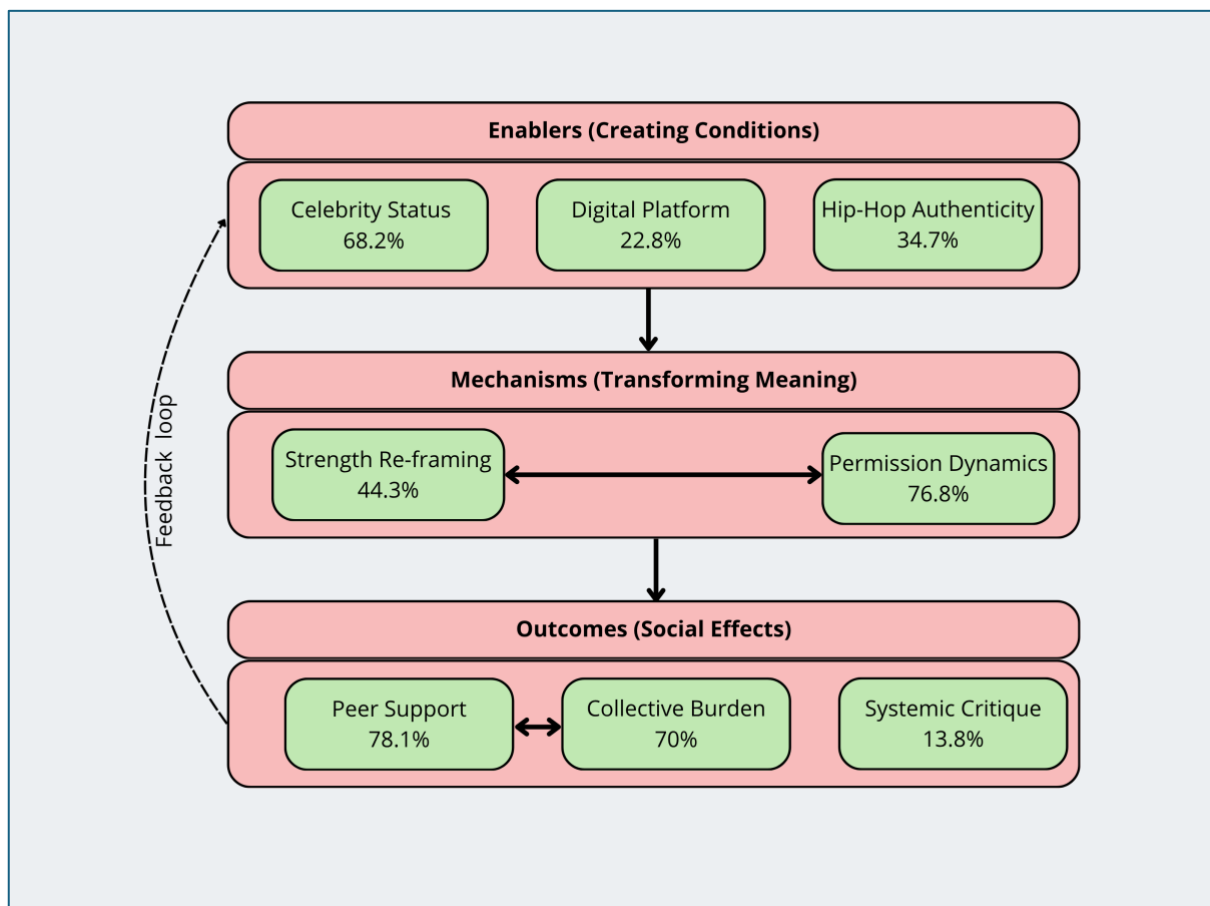 Enablers (Creating Conditions)
Celebrity Status
68.2%
Digital Platform
22.8%
Hip-Hop Authenticity
34.7%
Feedback loop
Mechanisms (Transforming Meaning)
Strength Re-framing
44.3%
Permission Dynamics
76.8%
Outcomes (Social Effects)
Peer Support
78.1%
Collective Burden
70%
Systemic Critique
13.8%